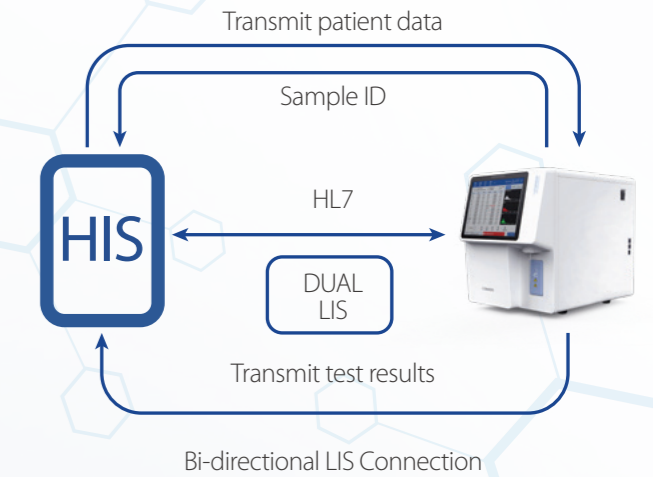 Transmit patient data
Sample ID
HIS
HL7
DUAL
LIS
Transmit test results
Bi-directional LIS Connection